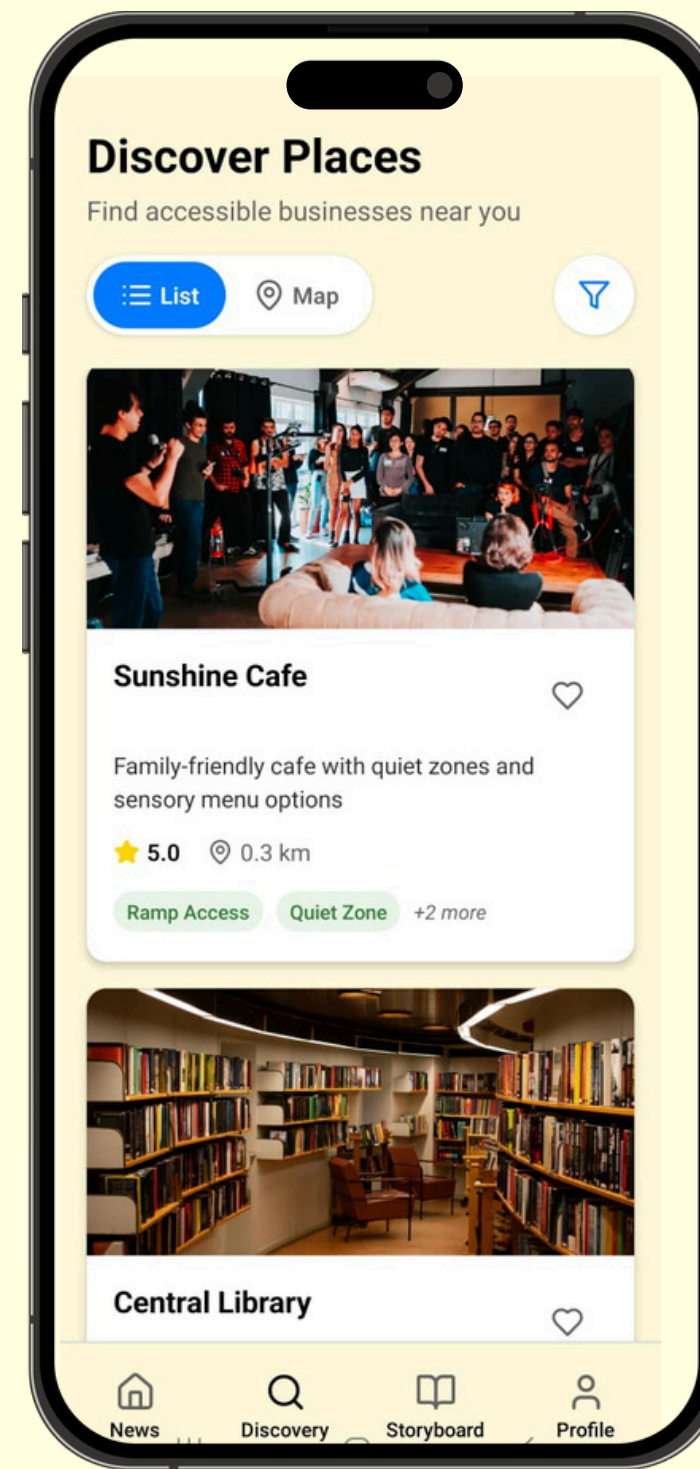 Discover Places
Find accessible businesses near you
List
Map
Sunshine Cafe
Family-friendly cafe with quiet zones and
sensory menu options
5.0
0.3 km
Ramp Access
Quiet Zone
+2 more
Central Library
News
Discovery
Storyboard
Profile